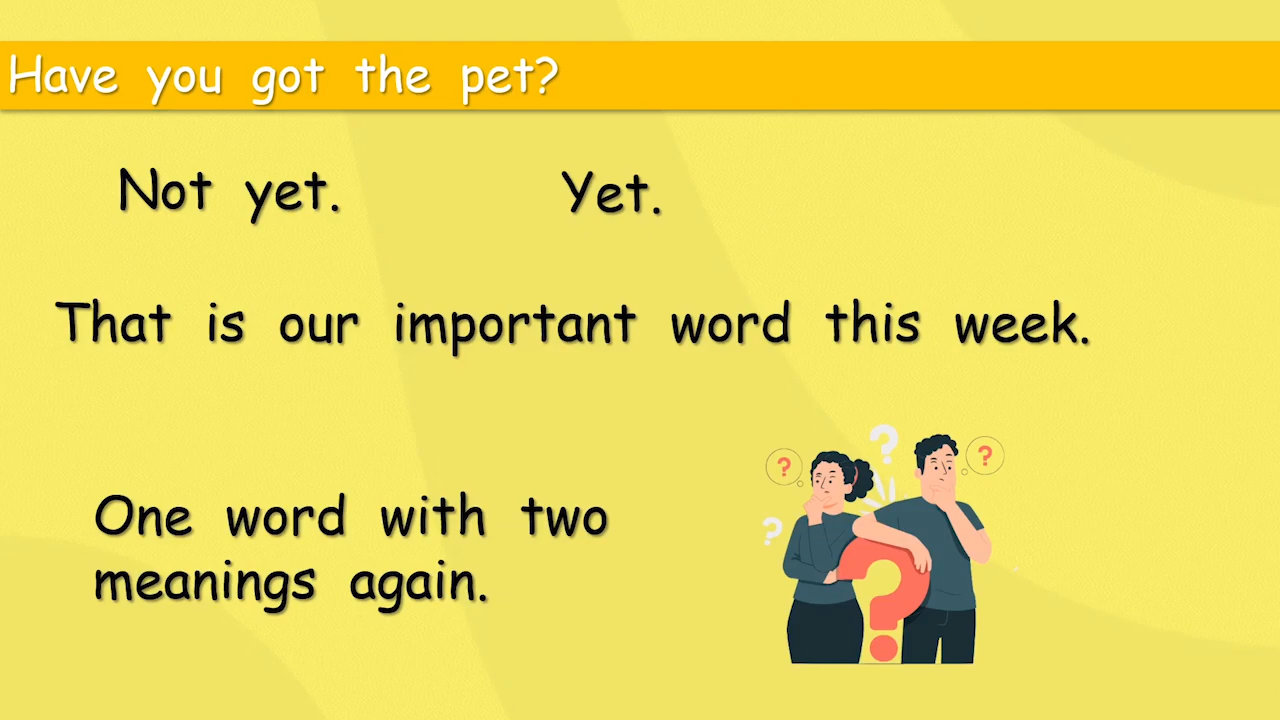 Have you got the pet?
Not yet. Yet.
That is our important word this week.
One word with two
meanings again.
?
?
?
?
?